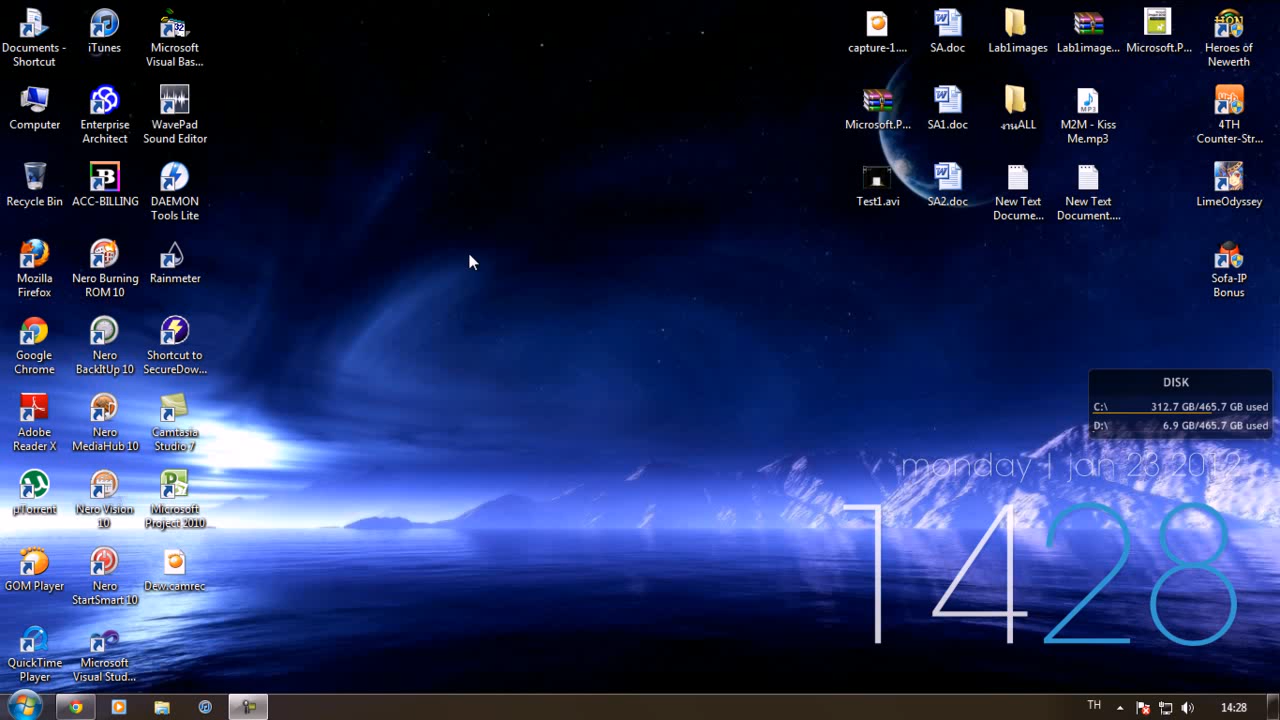 Documents -
Shortcut
iTunes
Microsoft
Visual Bas...
Computer
Enterprise
Architect
WavePad
Sound Editor
Recycle Bin
ACC-BILLING
DAEMON
Tools Lite
Mozilla
Firefox
Nero Burning
ROM 10
Rainmeter
Google
Chrome
Nero
BackItUp 10
Shortcut to
SecureDow...
Adobe
Reader X
Nero
MediaHub 10
Camtasia
Studio 7
µTorrent
Nero Vision
10
Microsoft
Project 2010
GOM Player
Nero
StartSmart 10
Dew.camrec
QuickTime
Player
Microsoft
Visual Stud...
capture-1....
SA.doc
Lab1images
Lab1image...
Microsoft.P...
HON
Heroes of
Newerth
Microsoft.P...
SA1.doc
งานALL
MP3
M2M - Kiss
Me.mp3
4TH
Counter-Str...
Test1.avi
SA2.doc
New Text
Docume...
New Text
Document....
LimeOdyssey
Sofa-IP
Bonus
DISK
C:\ 312.7 GB/465.7 GB used
D:\ 6.9 GB/465.7 GB used
monday | jan 23,2012
1428
TH
14:28